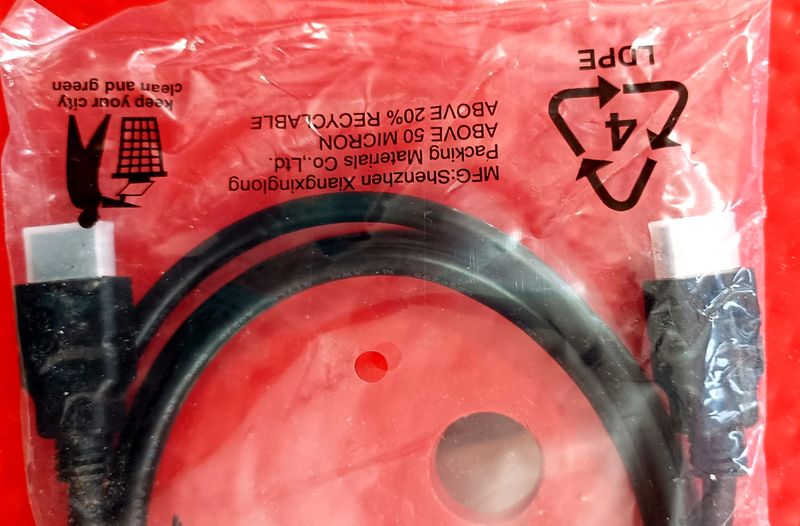 MFG:Shenzhen Xiangxinglong
Packing Materials Co.,Ltd.
ABOVE 50 MICRON
ABOVE 20% RECYCLABLE
4
LDPE
keep your city
clean and green